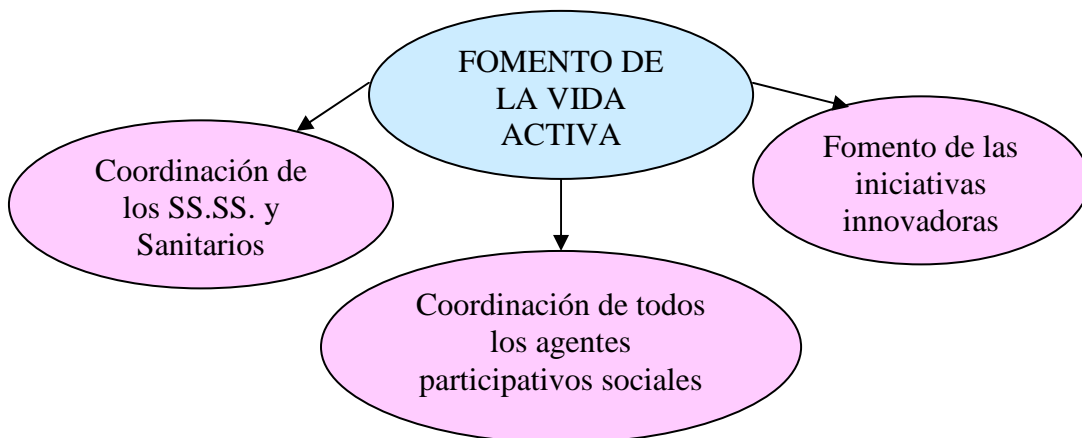 FOMENTO DE
LA VIDA
ACTIVA
Coordinación de
los SS.SS. y
Sanitarios
Fomento de las
iniciativas
innovadoras
Coordinación de todos
los agentes
participativos sociales